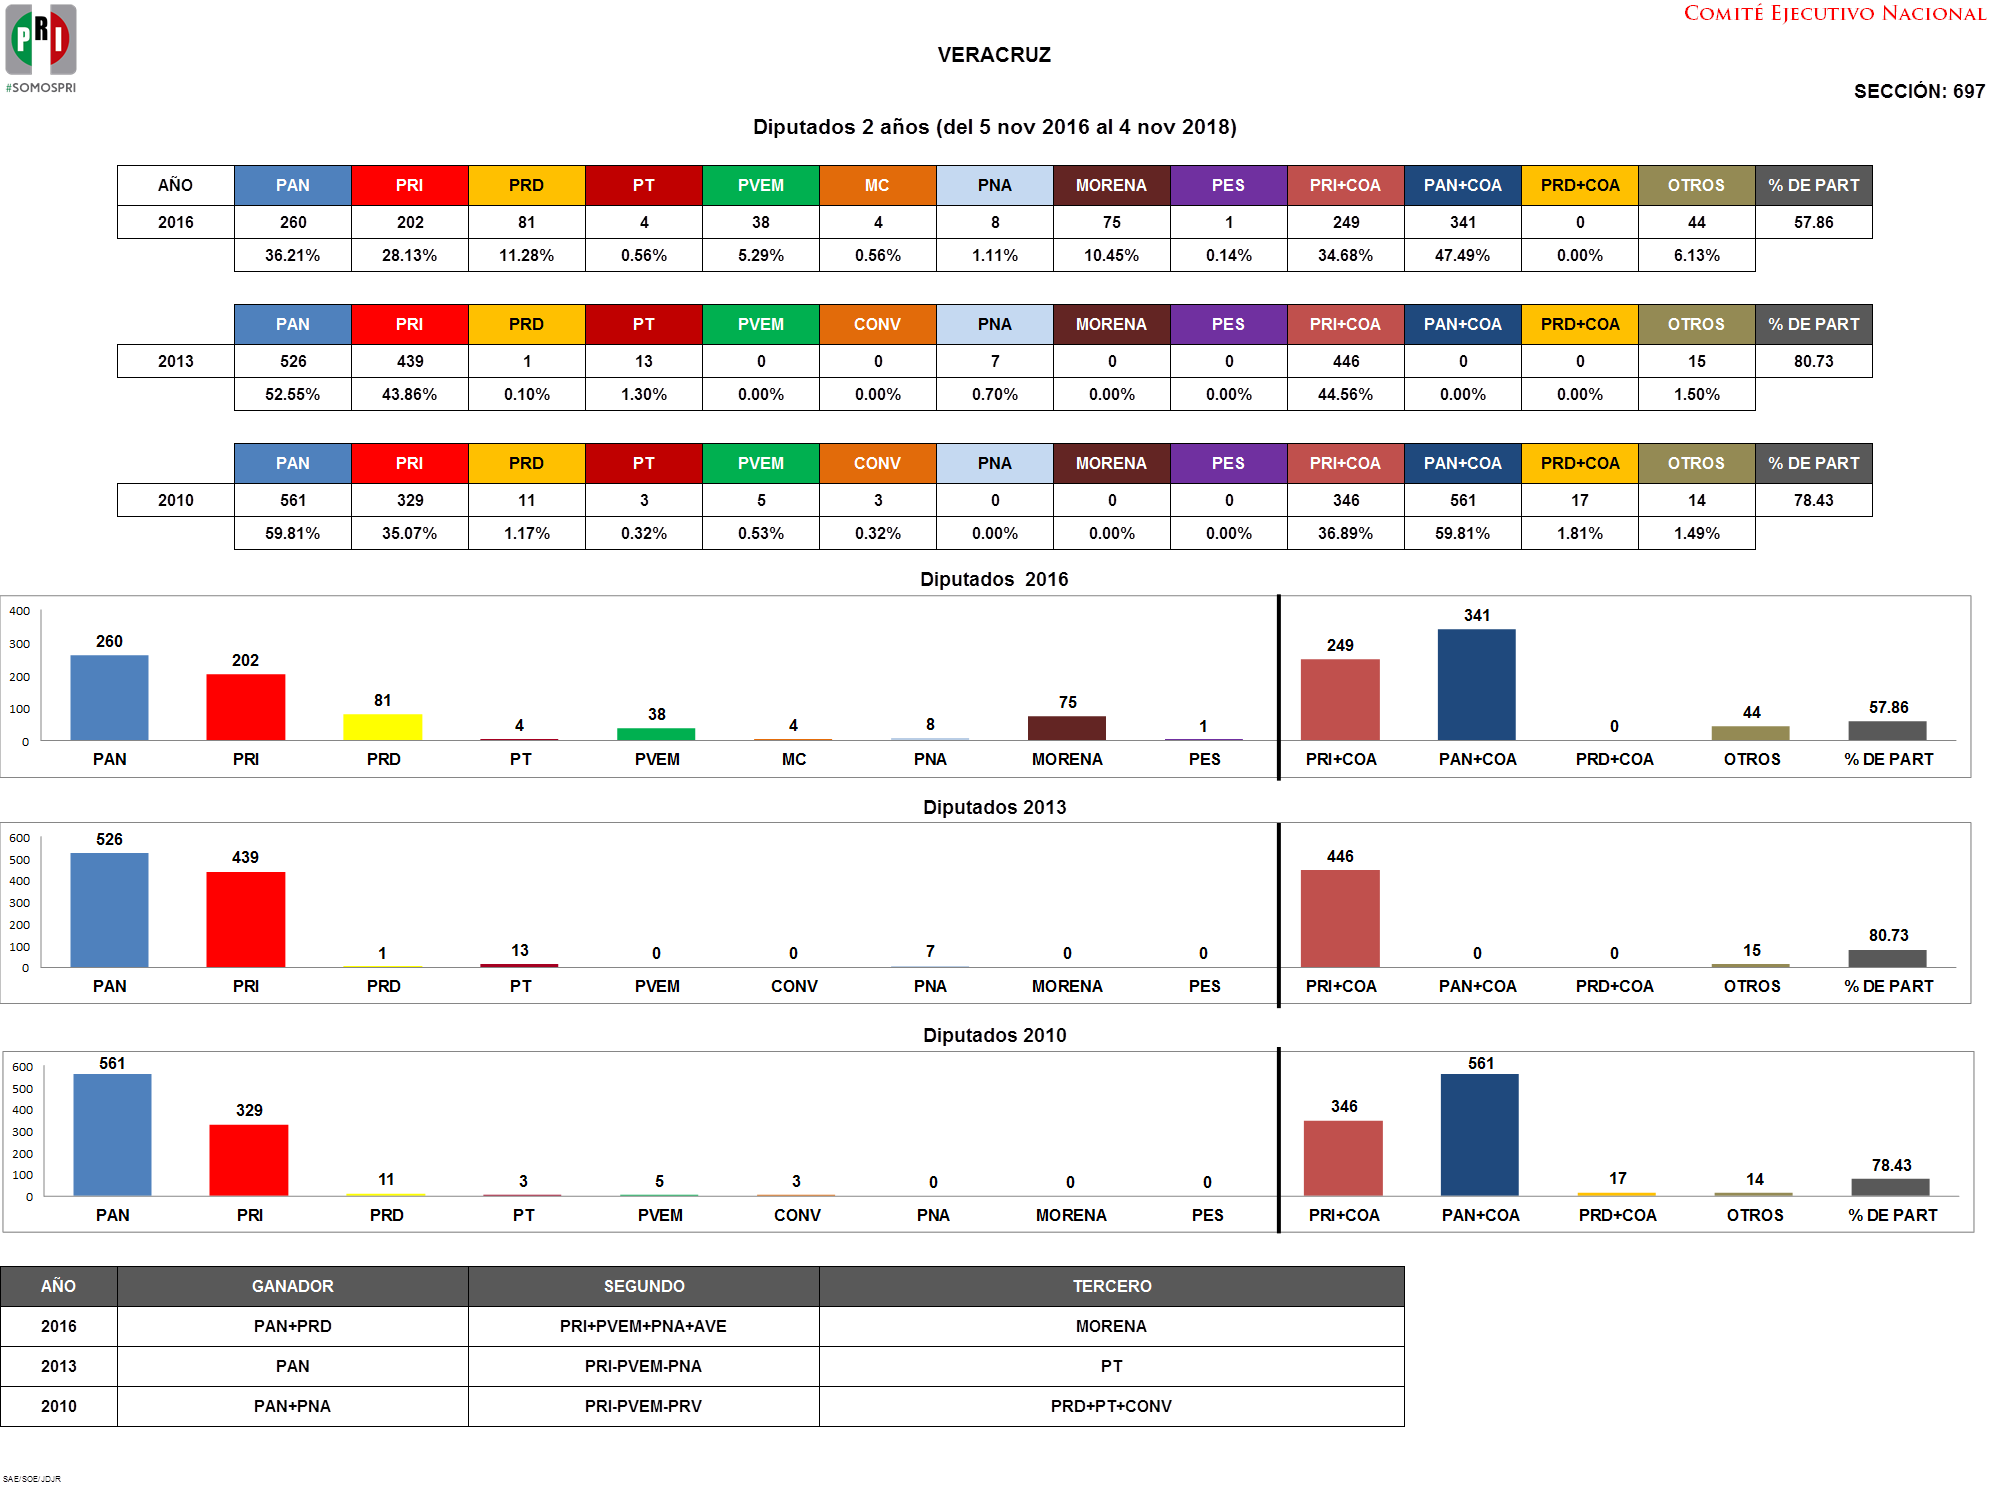 PRI
#SOMOSPRI
COMITÉ EJECUTIVO NACIONAL
VERACRUZ
SECCIÓN: 697
Diputados 2 años (del 5 nov 2016 al 4 nov 2018)
AÑO PAN PRI PRD PT PVEM MC PNA MORENA PES PRI+COA PAN+COA PRD+COA OTROS % DE PART
2016 260 202 81 4 38 4 8 75 1 249 341 0 44 57.86
36.21% 28.13% 11.28% 0.56% 5.29% 0.56% 1.11% 10.45% 0.14% 34.68% 47.49% 0.00% 6.13%
PAN PRI PRD PT PVEM CONV PNA MORENA PES PRI+COA PAN+COA PRD+COA OTROS % DE PART
2013 526 439 1 13 0 0 7 0 0 446 0 0 15 80.73
52.55% 43.86% 0.10% 1.30% 0.00% 0.00% 0.70% 0.00% 0.00% 44.56% 0.00% 0.00% 1.50%
PAN PRI PRD PT PVEM CONV PNA MORENA PES PRI+COA PAN+COA PRD+COA OTROS % DE PART
2010 561 329 11 3 5 3 0 0 0 346 561 17 14 78.43
59.81% 35.07% 1.17% 0.32% 0.53% 0.32% 0.00% 0.00% 0.00% 36.89% 59.81% 1.81% 1.49%
Diputados  2016
400
300
200
100
0
260 202 81 4 38 4 8 75 1 249 341 0 44 57.86
PAN PRI PRD PT PVEM MC PNA MORENA PES PRI+COA PAN+COA PRD+COA OTROS % DE PART
Diputados 2013
600
500
400
300
200
100
0
526 439 1 13 0 0 7 0 0 446 0 0 15 80.73
PAN PRI PRD PT PVEM CONV PNA MORENA PES PRI+COA PAN+COA PRD+COA OTROS % DE PART
Diputados 2010
600
500
400
300
200
100
0
561 329 11 3 5 3 0 0 0 346 561 17 14 78.43
PAN PRI PRD PT PVEM CONV PNA MORENA PES PRI+COA PAN+COA PRD+COA OTROS % DE PART
AÑO GANADOR SEGUNDO TERCERO
2016 PAN+PRD PRI+PVEM+PNA+AVE MORENA
2013 PAN PRI-PVEM-PNA PT
2010 PAN+PNA PRI-PVEM-PRV PRD+PT+CONV
SAE/SOE/JDJR